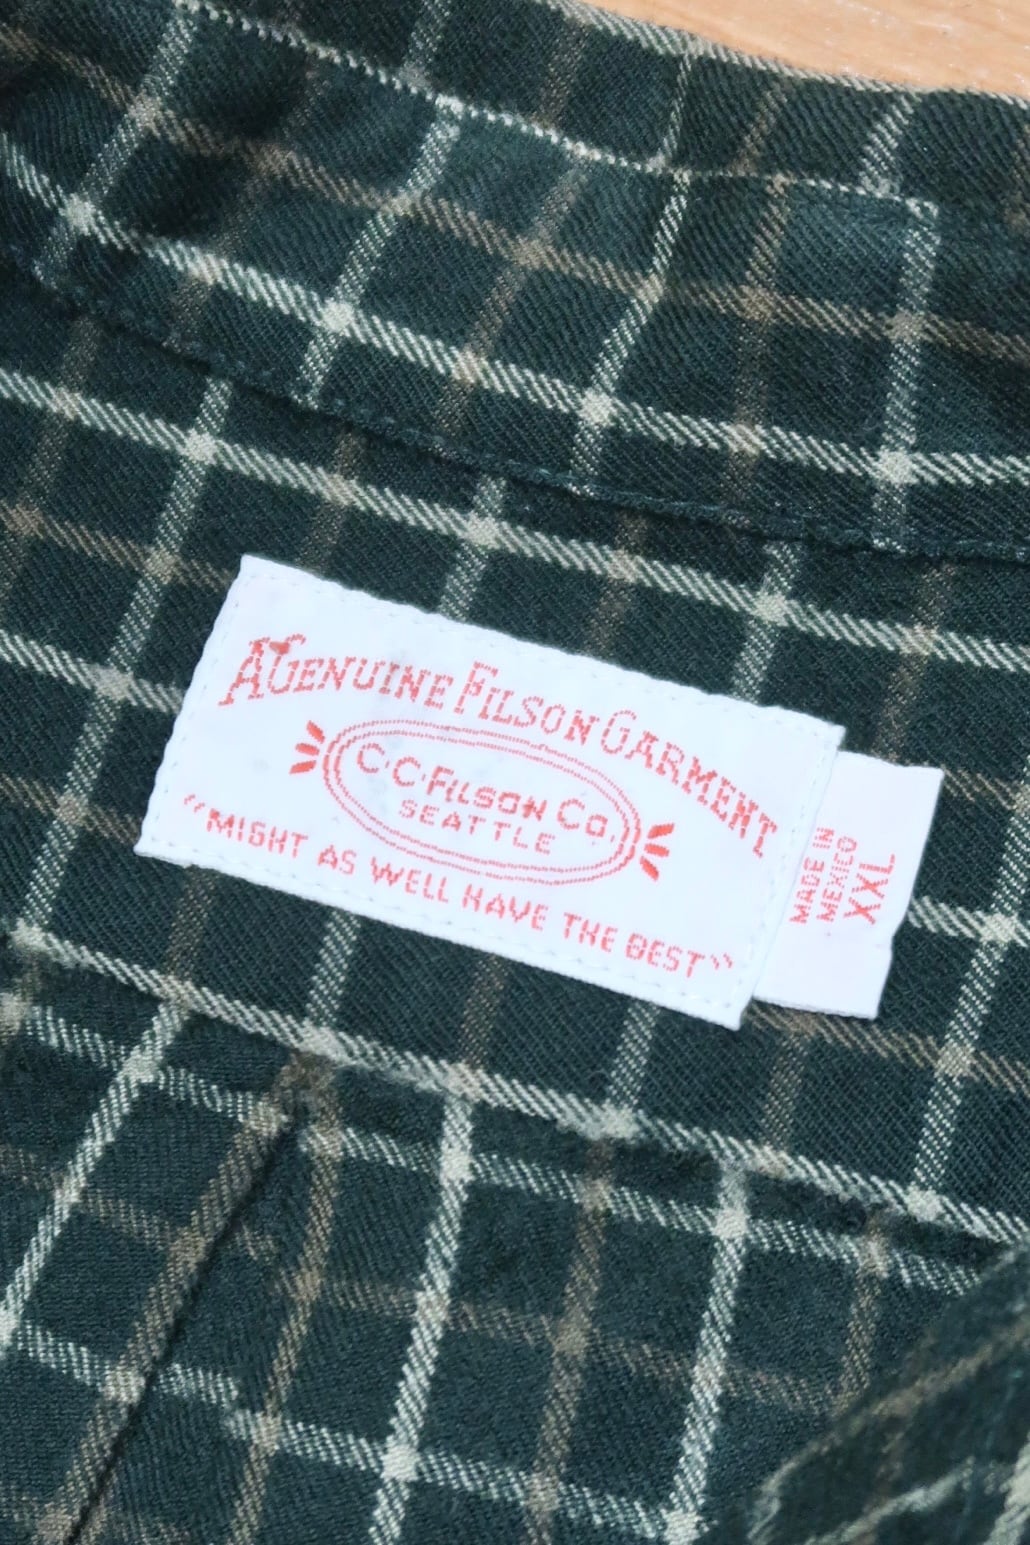 A GENUINE FILSON GARMENT
C.C. FILSON CO.
SEATTLE
"MIGHT AS WELL HAVE THE BEST"
MADE IN
MEXICO
XXL